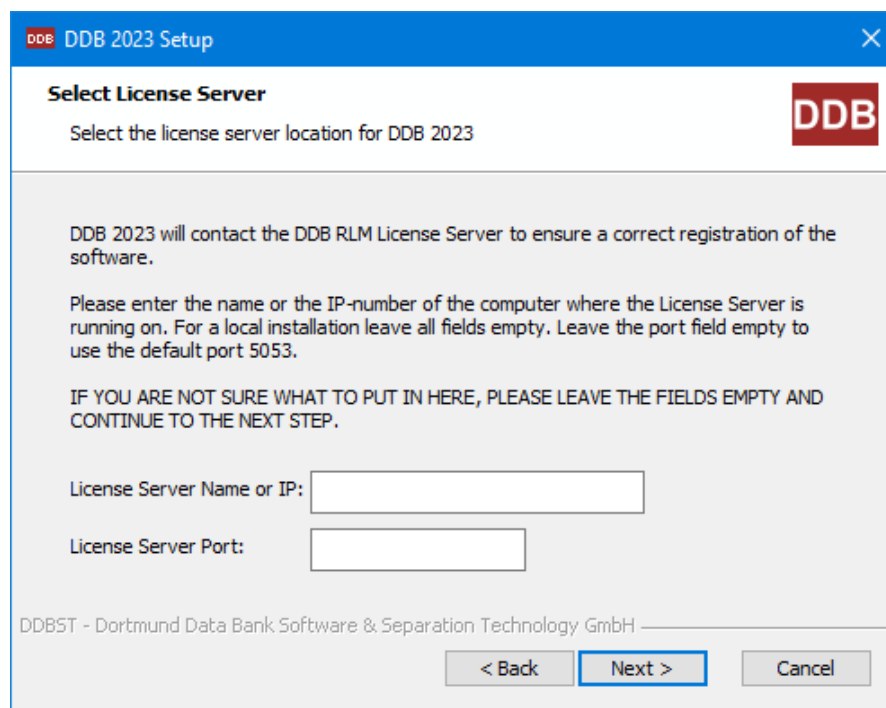 DDB DDB 2023 Setup
Select License Server
Select the license server location for DDB 2023
DDB
DDB 2023 will contact the DDB RLM License Server to ensure a correct registration of the
software.
Please enter the name or the IP-number of the computer where the License Server is
running on. For a local installation leave all fields empty. Leave the port field empty to
use the default port 5053.
IF YOU ARE NOT SURE WHAT TO PUT IN HERE, PLEASE LEAVE THE FIELDS EMPTY AND
CONTINUE TO THE NEXT STEP.
License Server Name or IP:
License Server Port:
DDBST - Dortmund Data Bank Software & Separation Technology GmbH
< Back Next > Cancel